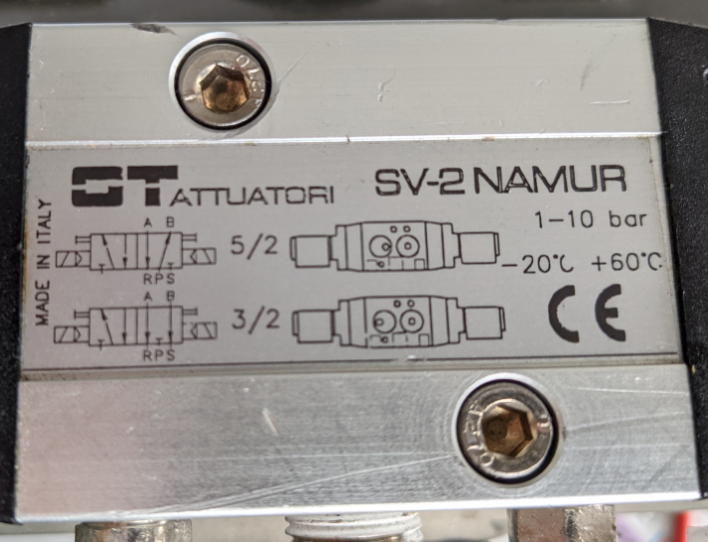 GT ATTUATORI SV-2 NAMUR
1-10 bar
MADE IN ITALY
A B
5/2
RPS
-20°C +60°C
A B
3/2
RPS
CE